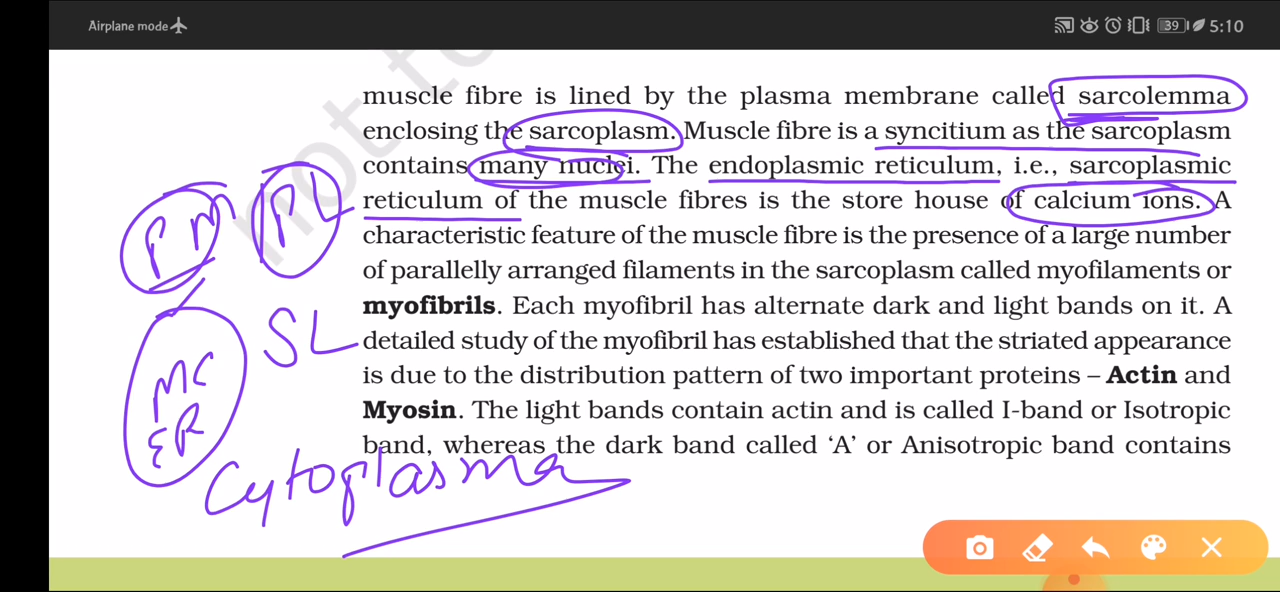 Airplane mode
39 5:10
not to
muscle fibre is lined by the plasma membrane called sarcolemma
enclosing the sarcoplasm. Muscle fibre is a syncitium as the sarcoplasm
contains many nuclei. The endoplasmic reticulum, i.e., sarcoplasmic
reticulum of the muscle fibres is the store house of calcium ions. A
characteristic feature of the muscle fibre is the presence of a large number
of parallelly arranged filaments in the sarcoplasm called myofilaments or
myofibrils. Each myofibril has alternate dark and light bands on it. A
detailed study of the myofibril has established that the striated appearance
is due to the distribution pattern of two important proteins – Actin and
Myosin. The light bands contain actin and is called I-band or Isotropic
band, whereas the dark band called ‘A’ or Anisotropic band contains
PM PL
SL
MC
ER
Cytoplasma